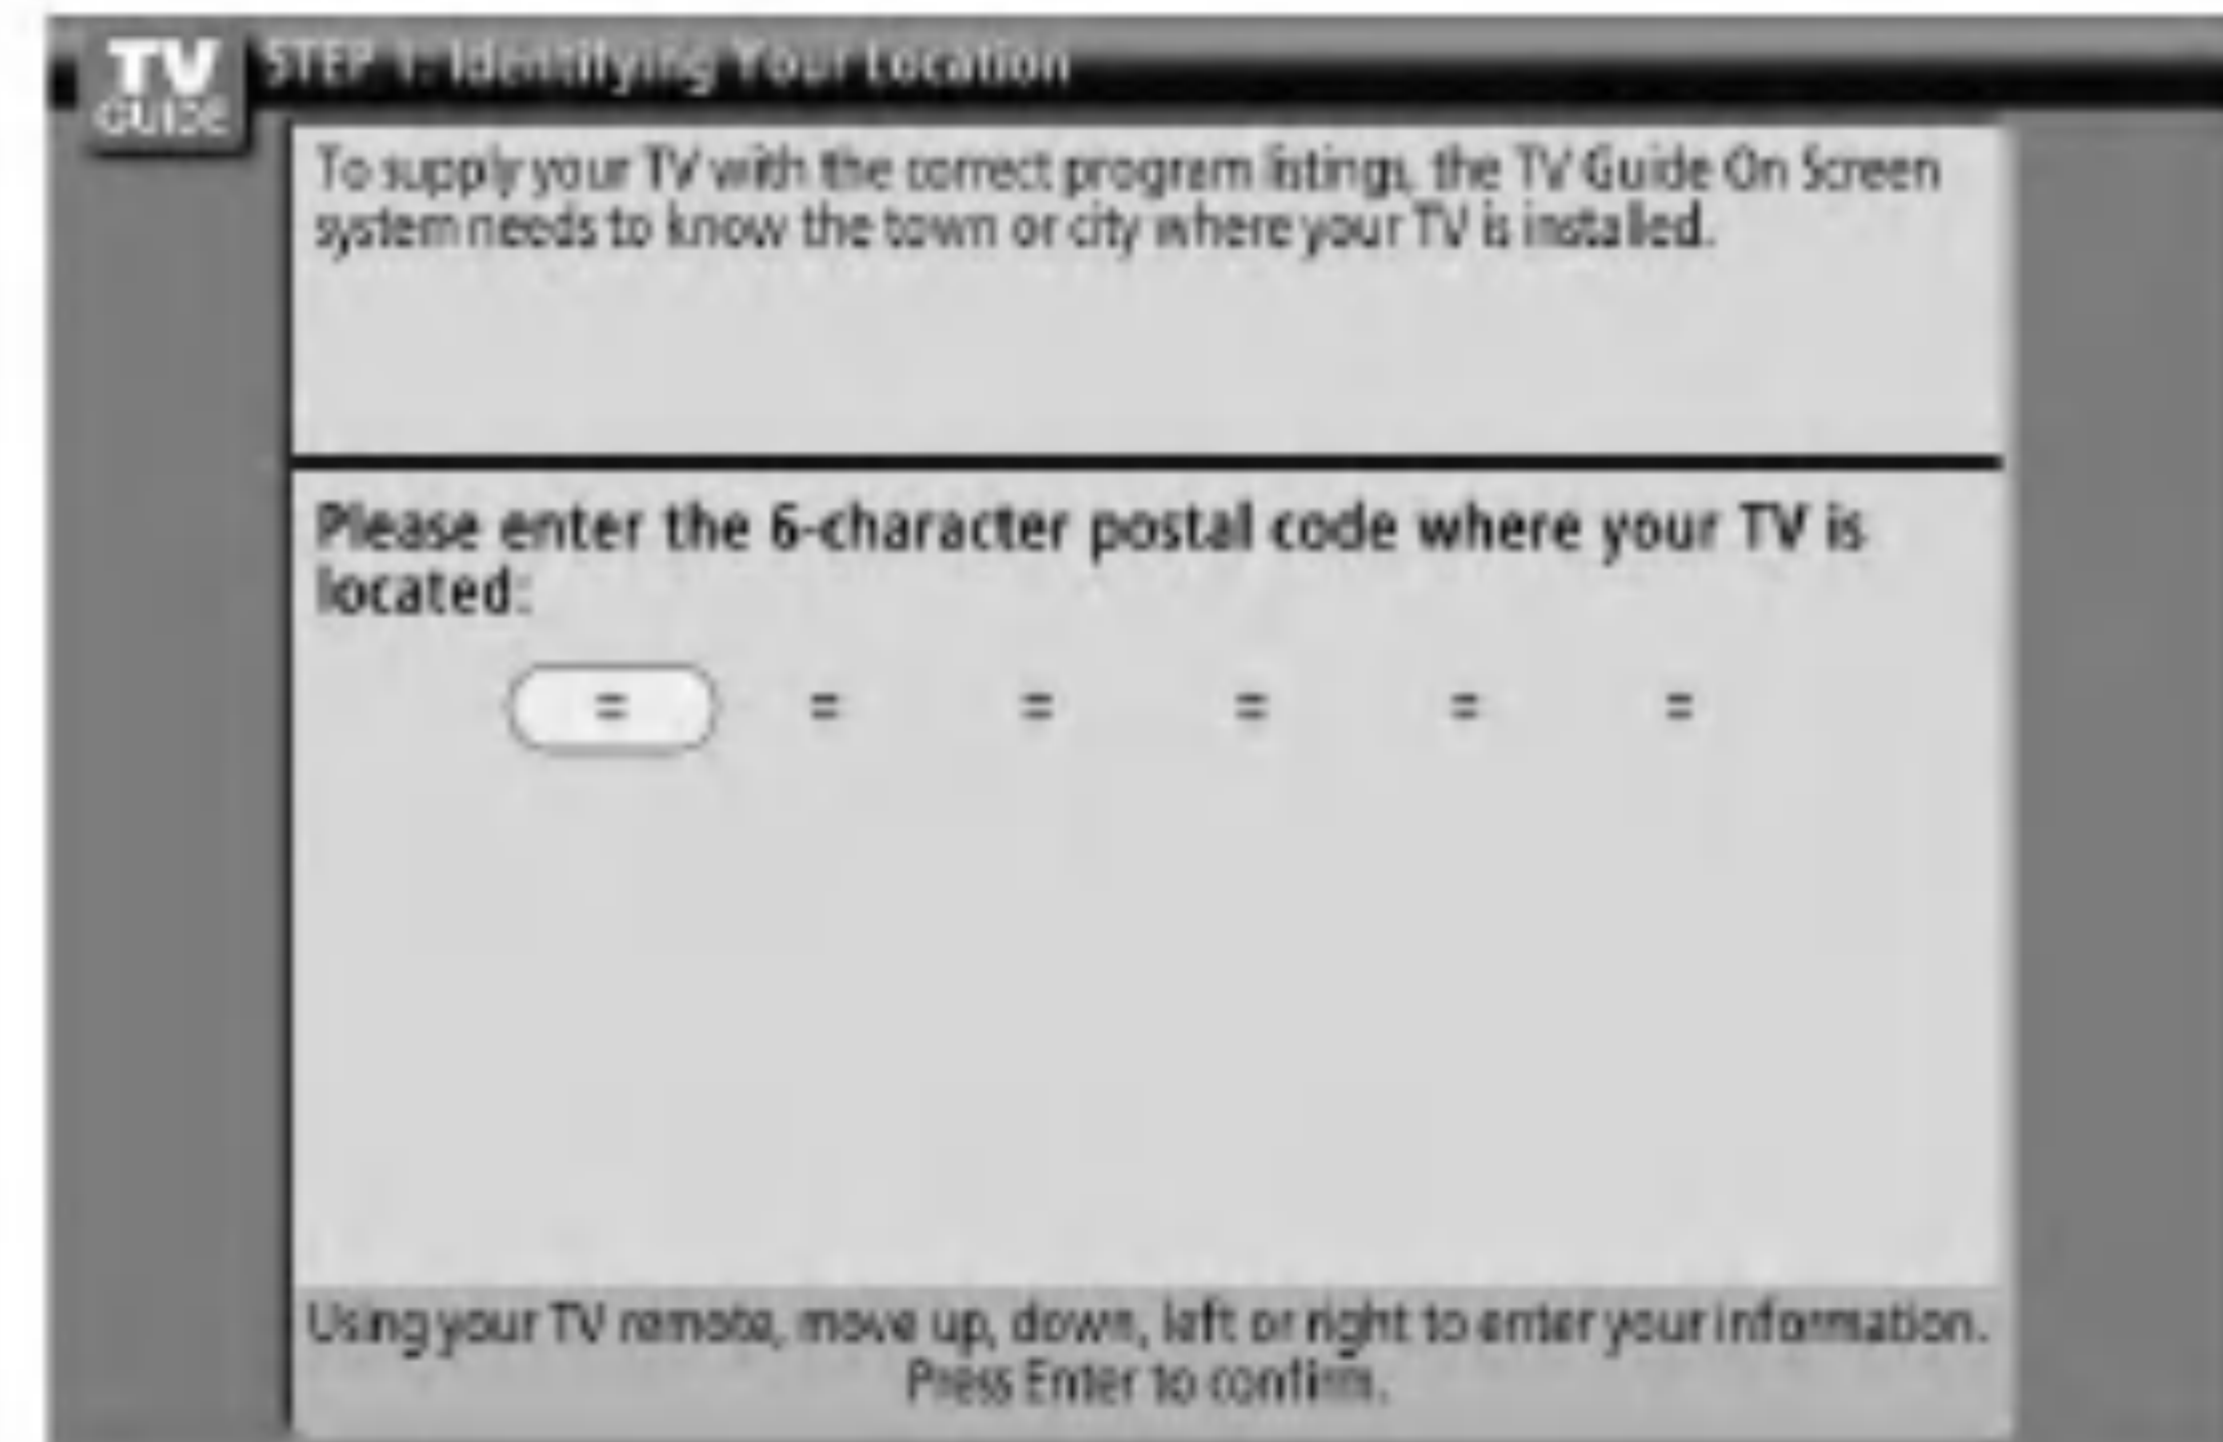 TV
GUIDE
STEP 1: Identifying Your Location
To supply your TV with the correct program listings, the TV Guide On Screen
system needs to know the town or city where your TV is installed.
Please enter the 6-character postal code where your TV is
located:
= = = = = =
Using your TV remote, move up, down, left or right to enter your information.
Press Enter to confirm.